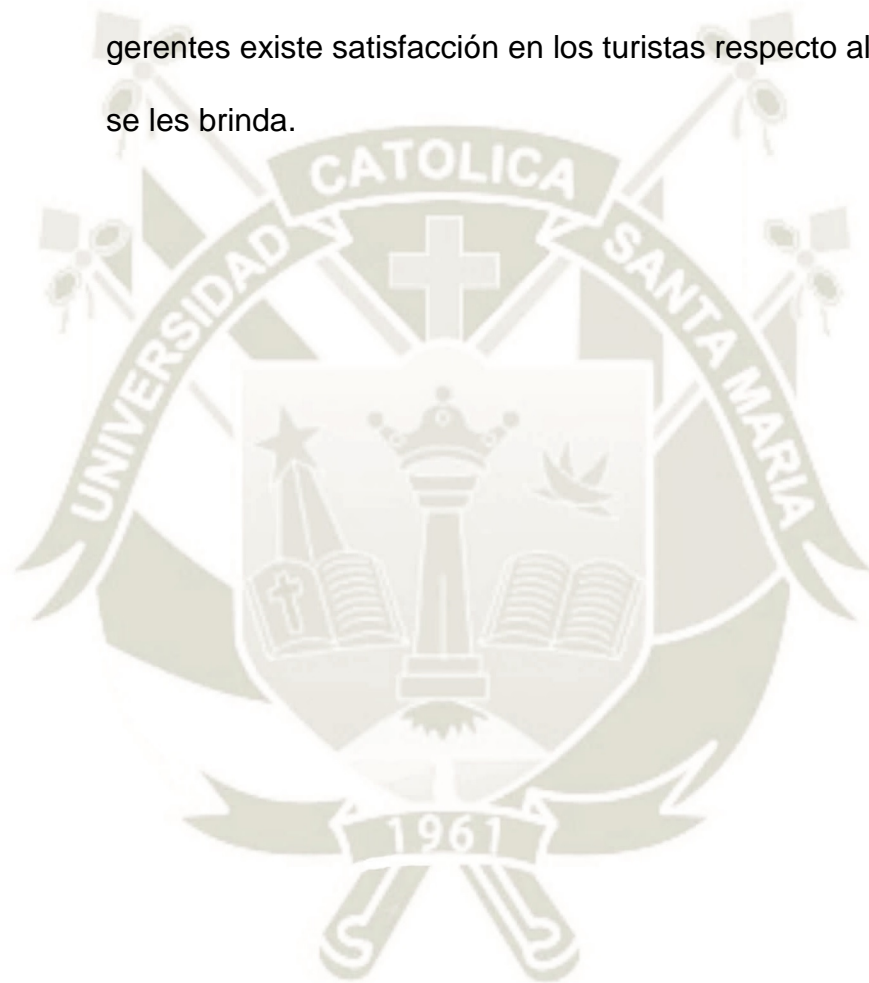 gerentes existe satisfacción en los turistas respecto al
se les brinda.
CATOLICA
UNIVERSIDAD
SANTA MARIA
1961